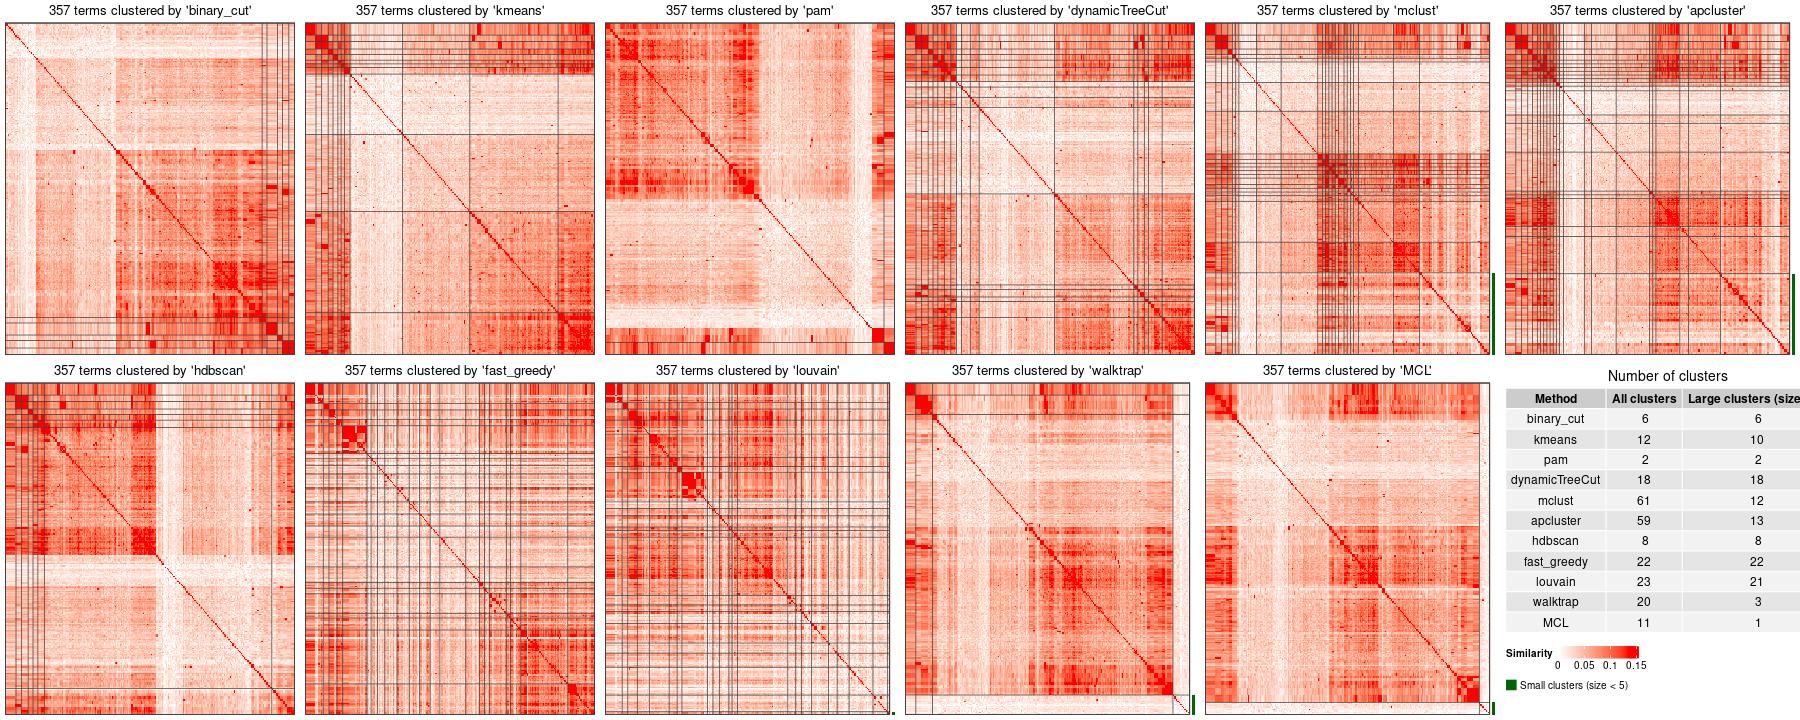 357 terms clustered by 'binary_cut'
357 terms clustered by 'kmeans'
357 terms clustered by 'pam'
357 terms clustered by 'dynamicTreeCut'
357 terms clustered by 'mclust'
357 terms clustered by 'apcluster'
357 terms clustered by 'hdbscan'
357 terms clustered by 'fast_greedy'
357 terms clustered by 'louvain'
357 terms clustered by 'walktrap'
357 terms clustered by 'MCL'
Number of clusters
Method All clusters Large clusters (size
binary_cut 6 6
kmeans 12 10
pam 2 2
dynamicTreeCut 18 18
mclust 61 12
apcluster 59 13
hdbscan 8 8
fast_greedy 22 22
louvain 23 21
walktrap 20 3
MCL 11 1
Similarity
0 0.05 0.1 0.15
Small clusters (size < 5)